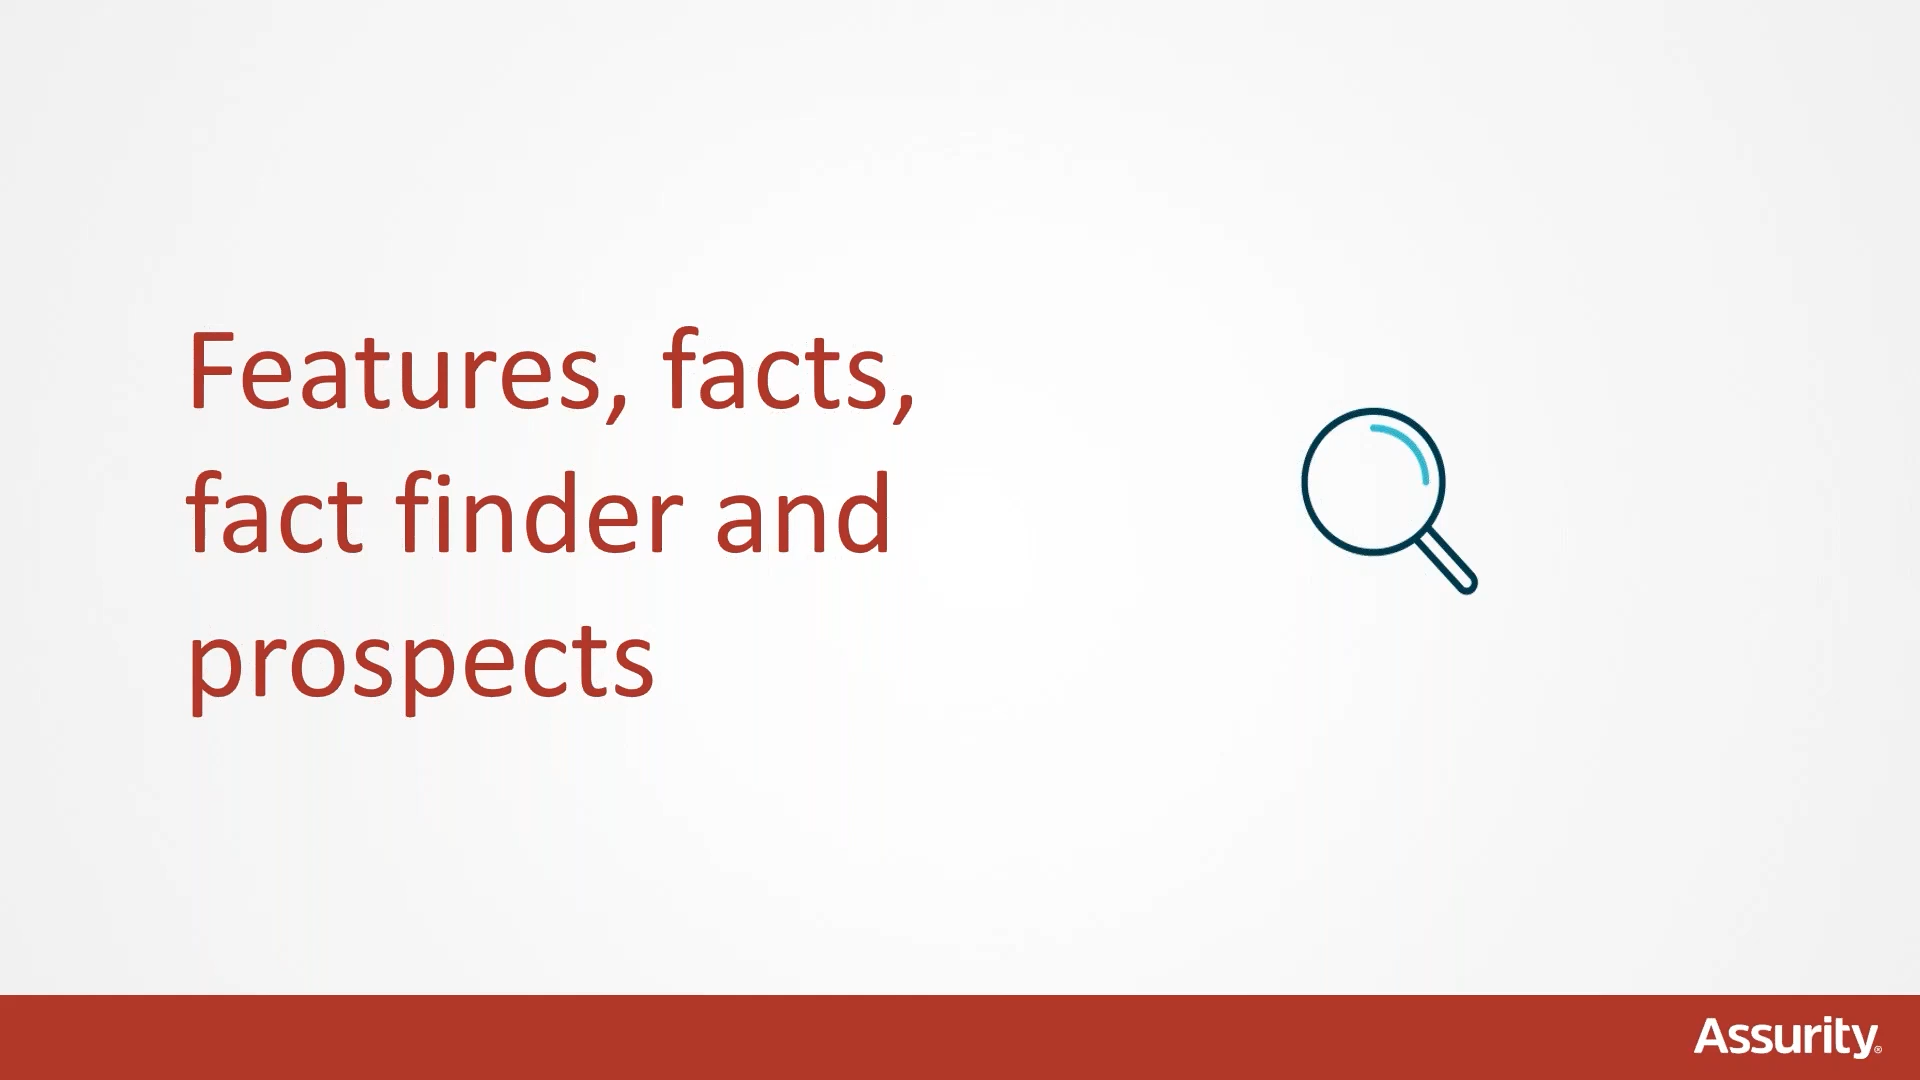 Features, facts,
fact finder and
prospects
Assurity®